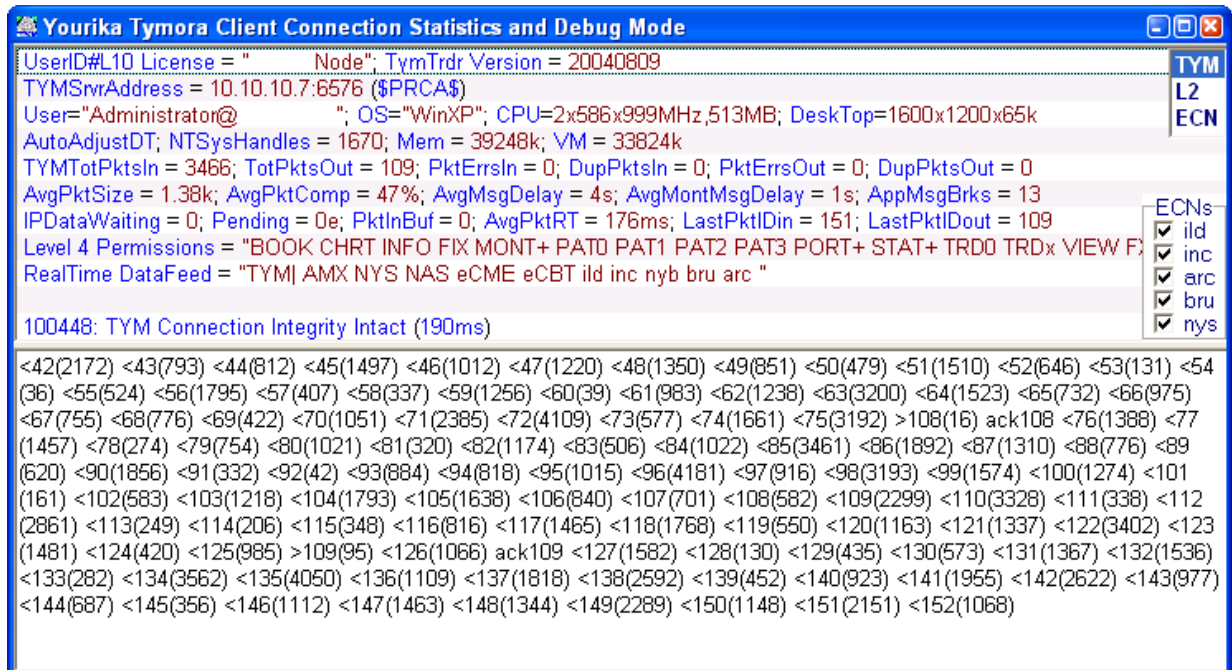 Yourika Tymora Client Connection Statistics and Debug Mode
UserID#L10 License = " Node"; TymTrdr Version = 20040809
TYM
TYMSrvrAddress = 10.10.10.7:6576 ($PRCA$)
L2
User="Administrator@ "; OS="WinXP"; CPU=2x586x999MHz,513MB; DeskTop=1600x1200x65k
ECN
AutoAdjustDT; NTSysHandles = 1670; Mem = 39248k; VM = 33824k
TYMTotPktsIn = 3466; TotPktsOut = 109; PktErrsIn = 0; DupPktsIn = 0; PktErrsOut = 0; DupPktsOut = 0
AvgPktSize = 1.38k; AvgPktComp = 47%; AvgMsgDelay = 4s; AvgMontMsgDelay = 1s; AppMsgBrks = 13
IPDataWaiting = 0; Pending = 0e; PktInBuf = 0; AvgPktRT = 176ms; LastPktIDin = 151; LastPktIDout = 109
Level 4 Permissions = "BOOK CHRT INFO FIX MONT+ PAT0 PAT1 PAT2 PAT3 PORT+ STAT+ TRD0 TRDx VIEW FX
RealTime DataFeed = "TYM| AMX NYS NAS eCME eCBT ild inc nyb bru arc "
100448: TYM Connection Integrity Intact (190ms)
ECNs
ild
inc
arc
bru
nys
<42(2172) <43(793) <44(812) <45(1497) <46(1012) <47(1220) <48(1350) <49(851) <50(479) <51(1510) <52(646) <53(131) <54
(36) <55(524) <56(1795) <57(407) <58(337) <59(1256) <60(39) <61(983) <62(1238) <63(3200) <64(1523) <65(732) <66(975)
<67(755) <68(776) <69(422) <70(1051) <71(2385) <72(4109) <73(577) <74(1661) <75(3192) >108(16) ack108 <76(1388) <77
(1457) <78(274) <79(754) <80(1021) <81(320) <82(1174) <83(506) <84(1022) <85(3461) <86(1892) <87(1310) <88(776) <89
(620) <90(1856) <91(332) <92(42) <93(884) <94(818) <95(1015) <96(4181) <97(916) <98(3193) <99(1574) <100(1274) <101
(161) <102(583) <103(1218) <104(1793) <105(1638) <106(840) <107(701) <108(582) <109(2299) <110(3328) <111(338) <112
(2861) <113(249) <114(206) <115(348) <116(816) <117(1465) <118(1768) <119(550) <120(1163) <121(1337) <122(3402) <123
(1481) <124(420) <125(985) >109(95) <126(1066) ack109 <127(1582) <128(130) <129(435) <130(573) <131(1367) <132(1536)
<133(282) <134(3562) <135(4050) <136(1109) <137(1818) <138(2592) <139(452) <140(923) <141(1955) <142(2622) <143(977)
<144(687) <145(356) <146(1112) <147(1463) <148(1344) <149(2289) <150(1148) <151(2151) <152(1068)